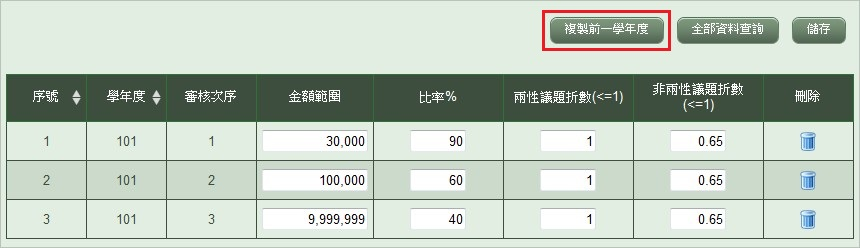 複製前一學年度 全部資料查詢 儲存
序號 學年度 審核次序 金額範圍 比率% 兩性議題折數(<=1) 非兩性議題折數(<=1) 刪除
1 101 1 30,000 90 1 0.65
2 101 2 100,000 60 1 0.65
3 101 3 9,999,999 40 1 0.65